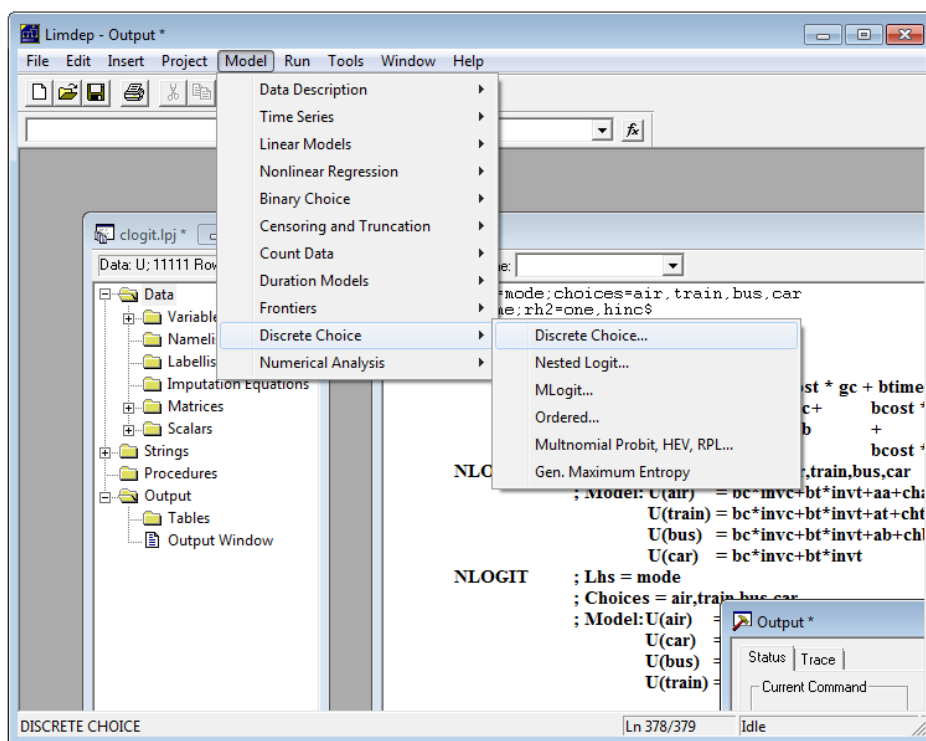 Limdep - Output *
File Edit Insert Project Model Run Tools Window Help
Data Description
Time Series
Linear Models
Nonlinear Regression
Binary Choice
Censoring and Truncation
Count Data
Duration Models
Frontiers
Discrete Choice
Numerical Analysis
fx
clogit.lpj *
Data: U; 11111 Row
Data
Variable
Nameli
Labellis
Imputation Equations
Matrices
Scalars
Strings
Procedures
Output
Tables
Output Window
=mode;choices=air,train,bus,car
;rh2=one,hinc$
Discrete Choice...
Nested Logit...
MLogit...
Ordered...
Multnomial Probit, HEV, RPL...
Gen. Maximum Entropy
st * gc + btime
c+ bcost *
b +
bcost *
NLO ,train,bus,car
; Model: U(air) = bc*invc+bt*invt+aa+cha
U(train) = bc*invc+bt*invt+at+cht
U(bus) = bc*invc+bt*invt+ab+chl
U(car) = bc*invc+bt*invt
NLOGIT ; Lhs = mode
; Choices = air,train,bus,car
; Model: U(air) =
U(car) =
U(bus) =
U(train) =
Output *
Status Trace
Current Command
DISCRETE CHOICE
Ln 378/379
Idle